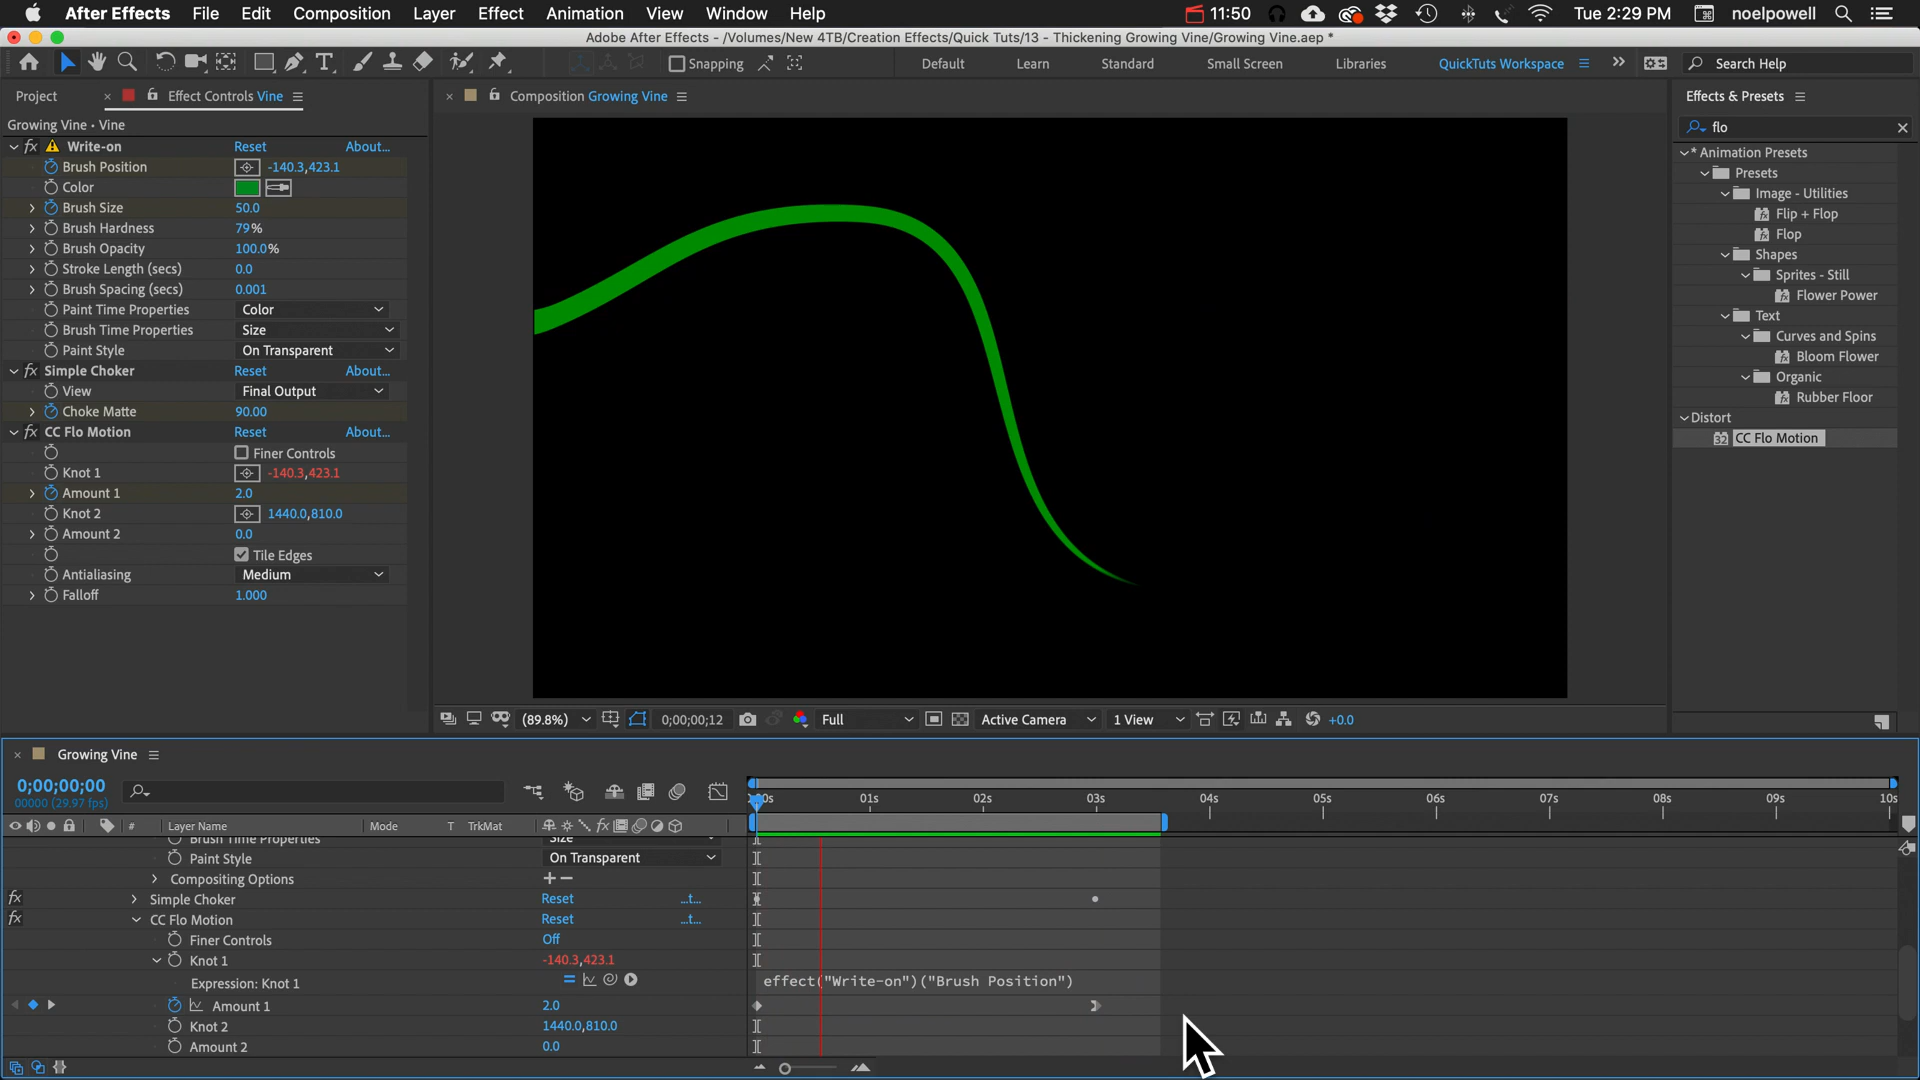 After Effects File Edit Composition Layer Effect Animation View Window Help 11:50 Tue 2:29 PM noelpowell
Adobe After Effects - /Volumes/New 4TB/Creation Effects/Quick Tuts/13 - Thickening Growing Vine/Growing Vine.aep *
Snapping Default Learn Standard Small Screen Libraries QuickTuts Workspace Search Help
Project Effect Controls Vine Composition Growing Vine Effects & Presets
Growing Vine • Vine
flo
Write-on Reset About...
Brush Position -140.3,423.1
Color
Brush Size 50.0
Brush Hardness 79%
Brush Opacity 100.0%
Stroke Length (secs) 0.0
Brush Spacing (secs) 0.001
Paint Time Properties Color
Brush Time Properties Size
Paint Style On Transparent
Simple Choker Reset About...
View Final Output
Choke Matte 90.00
CC Flo Motion Reset About...
Finer Controls
Knot 1 -140.3,423.1
Amount 1 2.0
Knot 2 1440.0,810.0
Amount 2 0.0
Tile Edges
Antialiasing Medium
Falloff 1.000
* Animation Presets
Presets
Image - Utilities
Flip + Flop
Flop
Shapes
Sprites - Still
Flower Power
Text
Curves and Spins
Bloom Flower
Organic
Rubber Floor
Distort
32 CC Flo Motion
(89.8%) 0;00;00;12 Full Active Camera 1 View +0.0
Growing Vine
0;00;00;00
00000 (29.97 fps)
01s 02s 03s 04s 05s 06s 07s 08s 09s 10s
# Layer Name Mode T TrkMat
Brush Time Properties Size
Paint Style On Transparent
Compositing Options + −
Simple Choker Reset ...t...
CC Flo Motion Reset ...t...
Finer Controls Off
Knot 1 -140.3,423.1
Expression: Knot 1 effect("Write-on")("Brush Position")
Amount 1 2.0
Knot 2 1440.0,810.0
Amount 2 0.0